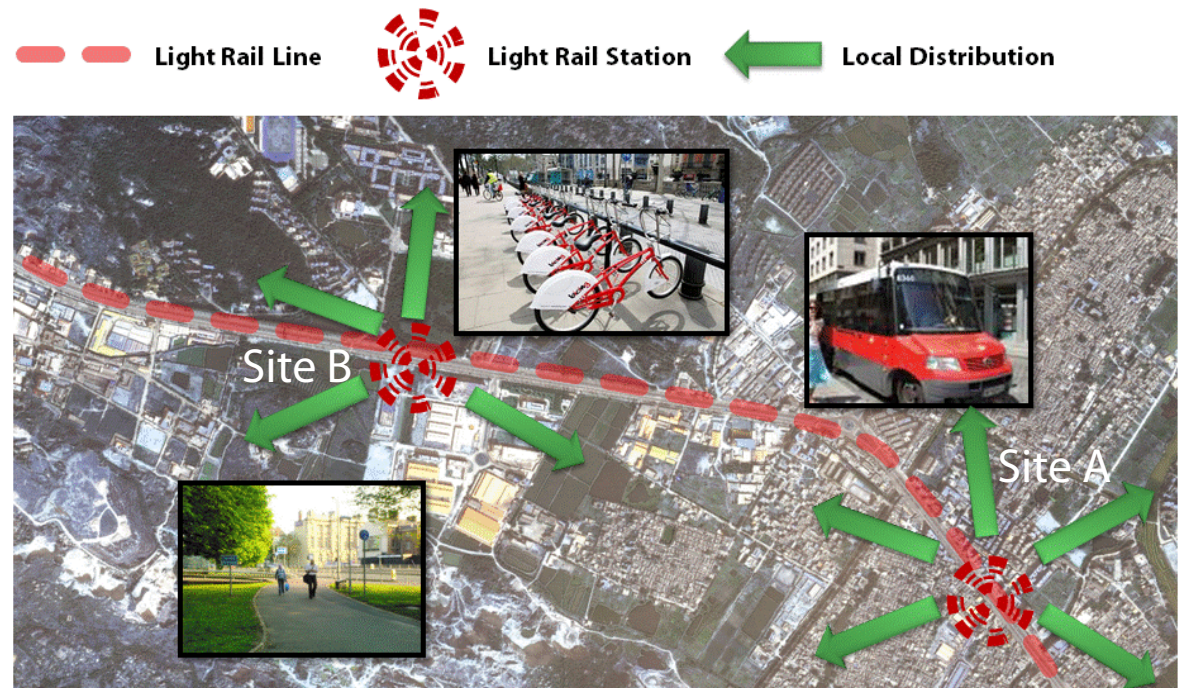 Light Rail Line
Light Rail Station
Local Distribution
Site B
Site A